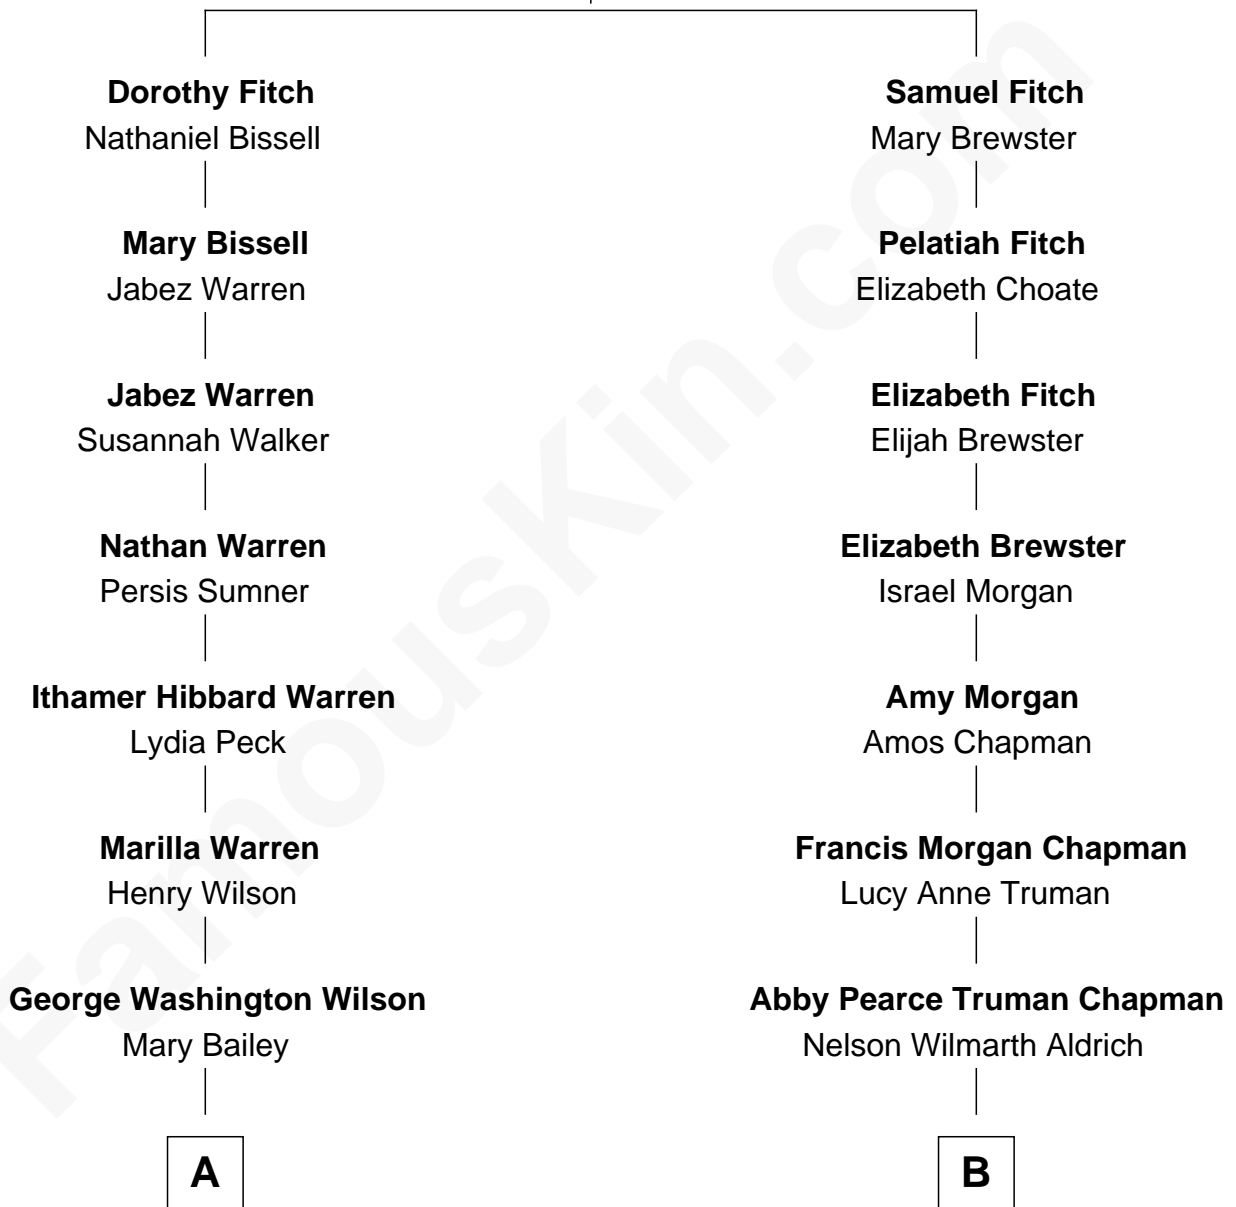 Dorothy Fitch
Nathaniel Bissell
Mary Bissell
Jabez Warren
Jabez Warren
Susannah Walker
Nathan Warren
Persis Sumner
Ithamer Hibbard Warren
Lydia Peck
Marilla Warren
Henry Wilson
George Washington Wilson
Mary Bailey
A
Samuel Fitch
Mary Brewster
Pelatiah Fitch
Elizabeth Choate
Elizabeth Fitch
Elijah Brewster
Elizabeth Brewster
Israel Morgan
Amy Morgan
Amos Chapman
Francis Morgan Chapman
Lucy Anne Truman
Abby Pearce Truman Chapman
Nelson Wilmarth Aldrich
B
FamousKin.com